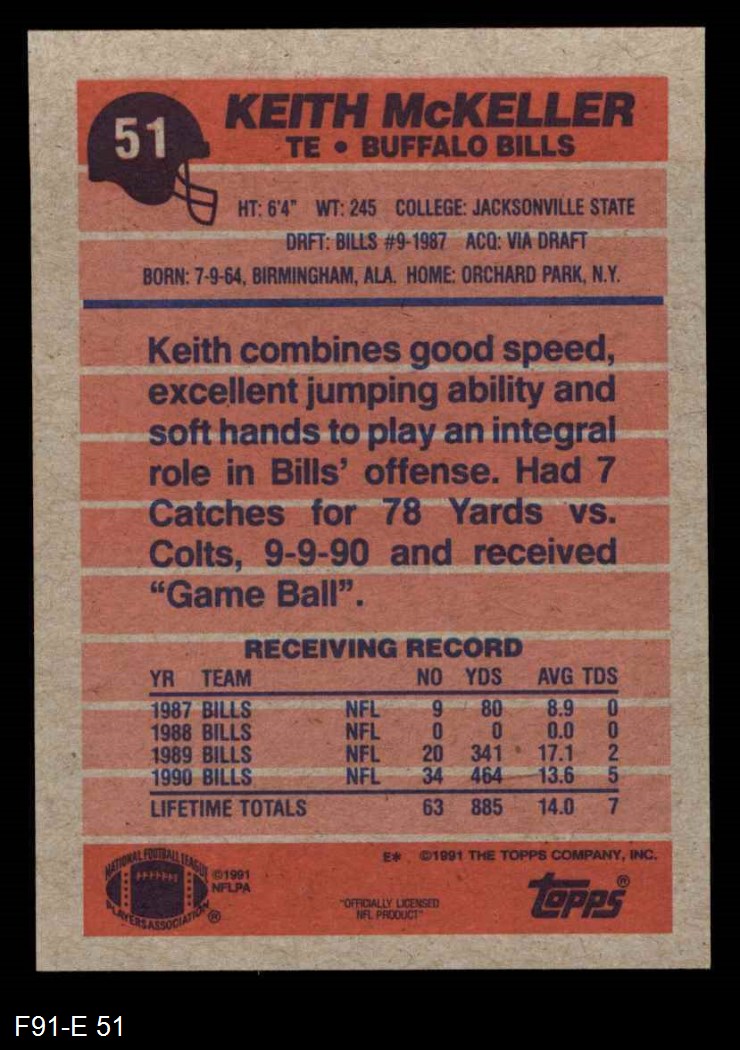 51
KEITH McKELLER
TE • BUFFALO BILLS
HT: 6'4" WT: 245 COLLEGE: JACKSONVILLE STATE
DRFT: BILLS #9-1987 ACQ: VIA DRAFT
BORN: 7-9-64, BIRMINGHAM, ALA. HOME: ORCHARD PARK, N.Y.
Keith combines good speed,
excellent jumping ability and
soft hands to play an integral
role in Bills' offense. Had 7
Catches for 78 Yards vs.
Colts, 9-9-90 and received
“Game Ball”.
RECEIVING RECORD
YR TEAM NO YDS AVG TDS
1987 BILLS NFL 9 80 8.9 0
1988 BILLS NFL 0 0 0.0 0
1989 BILLS NFL 20 341 17.1 2
1990 BILLS NFL 34 464 13.6 5
LIFETIME TOTALS 63 885 14.0 7
E* ©1991 THE TOPPS COMPANY, INC.
NATIONAL FOOTBALL LEAGUE
PLAYERS ASSOCIATION ®
©1991
NFLPA
"OFFICIALLY LICENSED
NFL PRODUCT"
topps®
F91-E 51